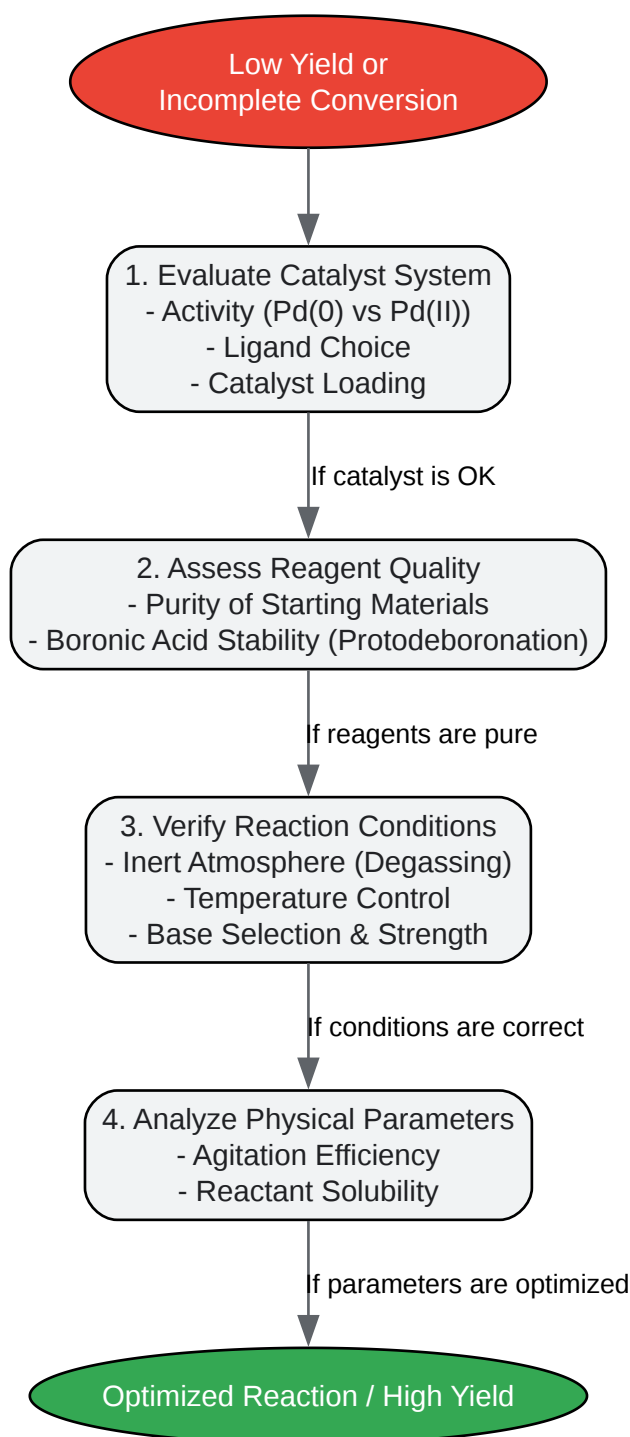 Low Yield or
Incomplete Conversion
1. Evaluate Catalyst System
- Activity (Pd(0) vs Pd(II))
- Ligand Choice
- Catalyst Loading
If catalyst is OK
2. Assess Reagent Quality
- Purity of Starting Materials
- Boronic Acid Stability (Protodeboronation)
If reagents are pure
3. Verify Reaction Conditions
- Inert Atmosphere (Degassing)
- Temperature Control
- Base Selection & Strength
If conditions are correct
4. Analyze Physical Parameters
- Agitation Efficiency
- Reactant Solubility
If parameters are optimized
Optimized Reaction / High Yield